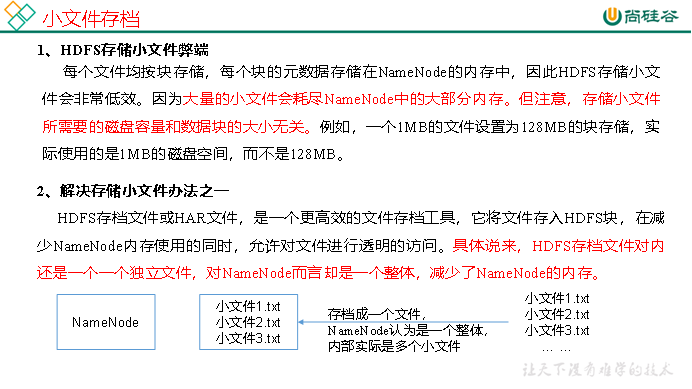 小文件存档
尚硅谷
1、HDFS存储小文件弊端
每个文件均按块存储，每个块的元数据存储在NameNode的内存中，因此HDFS存储小文
件会非常低效。因为大量的小文件会耗尽NameNode中的大部分内存。但注意，存储小文件
所需要的磁盘容量和数据块的大小无关。例如，一个1MB的文件设置为128MB的块存储，实
际使用的是1MB的磁盘空间，而不是128MB。
2、解决存储小文件办法之一
HDFS存档文件或HAR文件，是一个更高效的文件存档工具，它将文件存入HDFS块，在减
少NameNode内存使用的同时，允许对文件进行透明的访问。具体说来，HDFS存档文件对内
还是一个一个独立文件，对NameNode而言却是一个整体，减少了NameNode的内存。
NameNode
小文件1.txt
小文件2.txt
小文件3.txt
存档成一个文件，
NameNode认为是一个整体，
内部实际是多个小文件
小文件1.txt
小文件2.txt
小文件3.txt
… …
让天下没有难学的技术